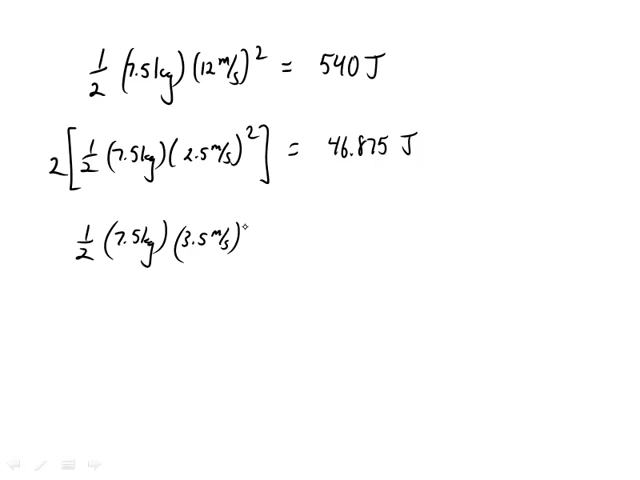 1/2 (7.5kg)(12 m/s)² = 540 J
2[1/2 (7.5kg)(2.5 m/s)²] = 46.875 J
1/2 (7.5kg)(3.5 m/s)